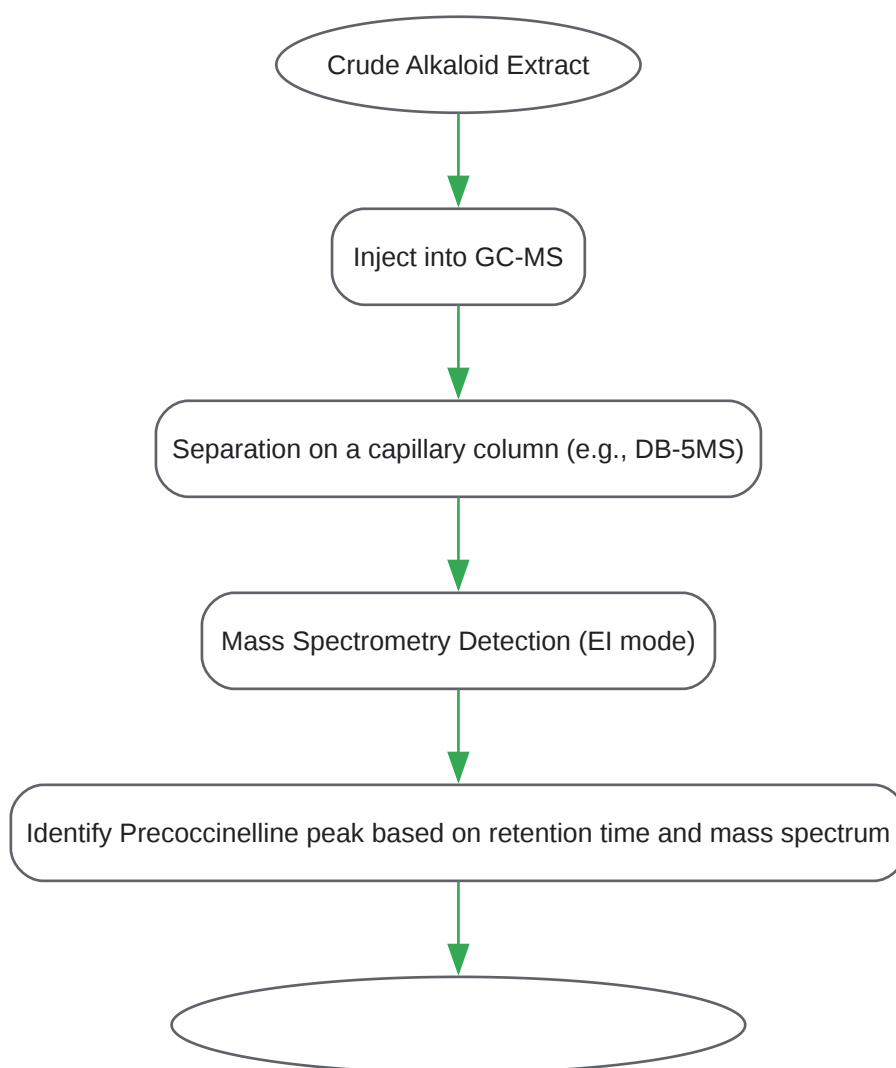 Crude Alkaloid Extract
Inject into GC-MS
Separation on a capillary column (e.g., DB-5MS)
Mass Spectrometry Detection (EI mode)
Identify Precoccinelline peak based on retention time and mass spectrum